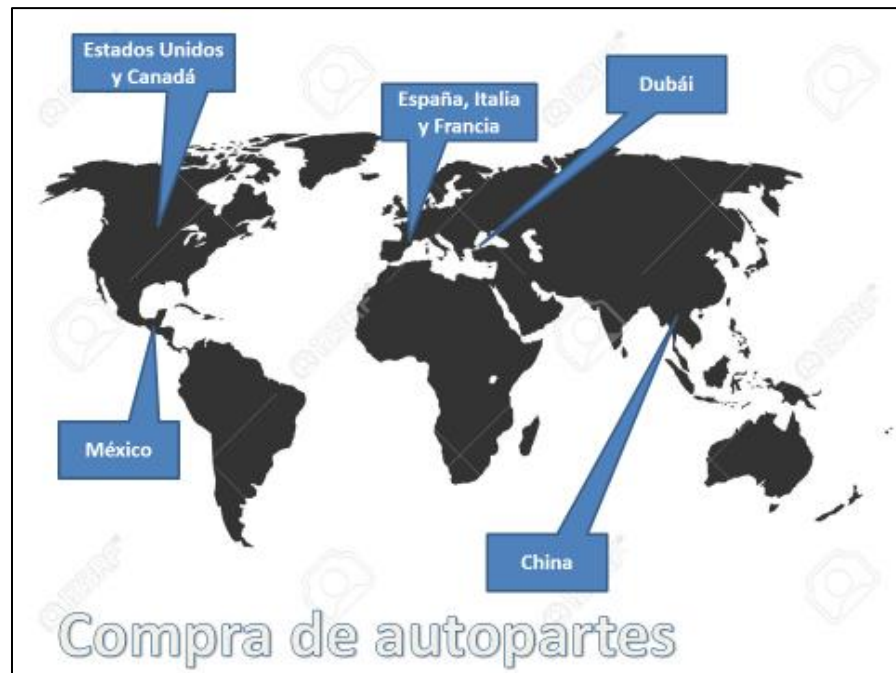 Estados Unidos
y Canadá
España, Italia
y Francia
Dubái
México
China
Compra de autopartes